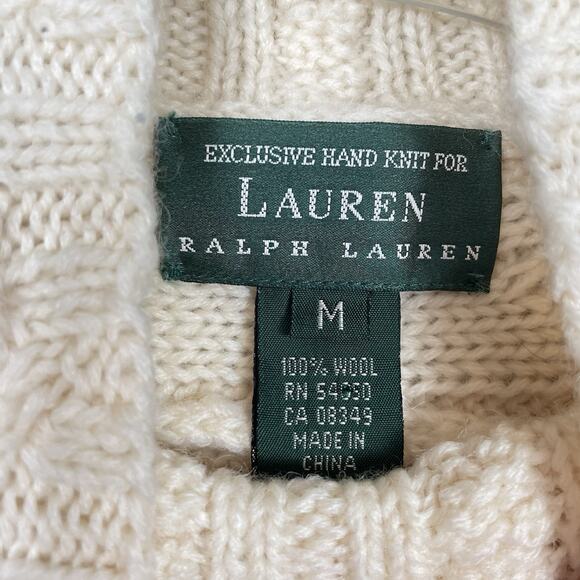 EXCLUSIVE HAND KNIT FOR
LAUREN
RALPH LAUREN
M
100% WOOL
RN 54050
CA 08349
MADE IN
CHINA